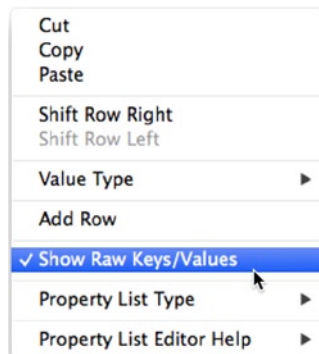 Cut
Copy
Paste
Shift Row Right
Shift Row Left
Value Type
Add Row
✓ Show Raw Keys/Values
Property List Type
Property List Editor Help